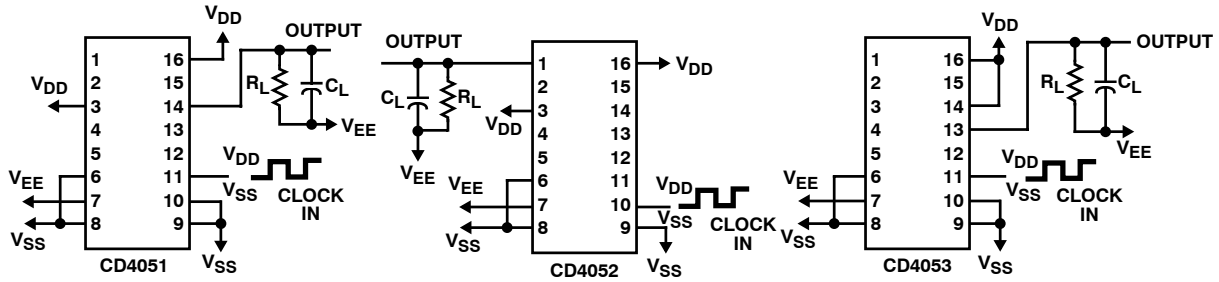 VDD
OUTPUT
1 16
2 15
VDD
3 14
4 13
5 12
6 11
7 10
8 9
RL
CL
VEE
VDD
VSS
CLOCK
IN
VEE
VSS
VSS
CD4051
OUTPUT
CL
RL
VEE
1 16
2 15
3 14
4 13
5 12
6 11
7 10
8 9
VDD
VDD
VEE
VDD
VSS
CLOCK
IN
VSS
VSS
CD4052
VDD
OUTPUT
1 16
2 15
3 14
4 13
5 12
6 11
7 10
8 9
RL
CL
VEE
VDD
VSS
CLOCK
IN
VEE
VSS
VSS
CD4053